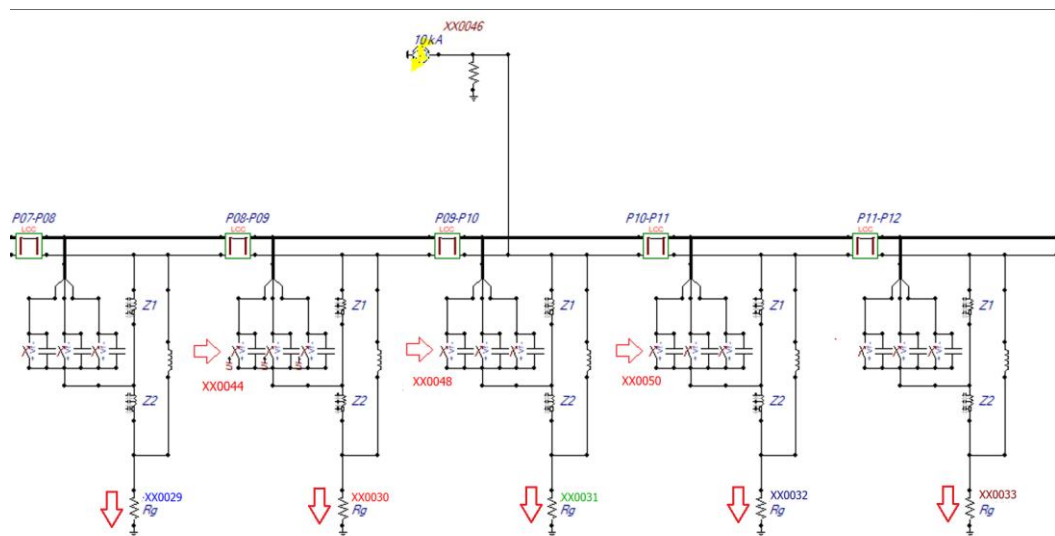 XX0046
10 kA
P07-P08
P08-P09
P09-P10
P10-P11
P11-P12
LCC
LCC
LCC
LCC
LCC
Z1
Z1
Z1
Z1
Z1
XX0044
XX0048
XX0050
Z2
Z2
Z2
Z2
Z2
XX0029
XX0030
XX0031
XX0032
XX0033
Rg
Rg
Rg
Rg
Rg